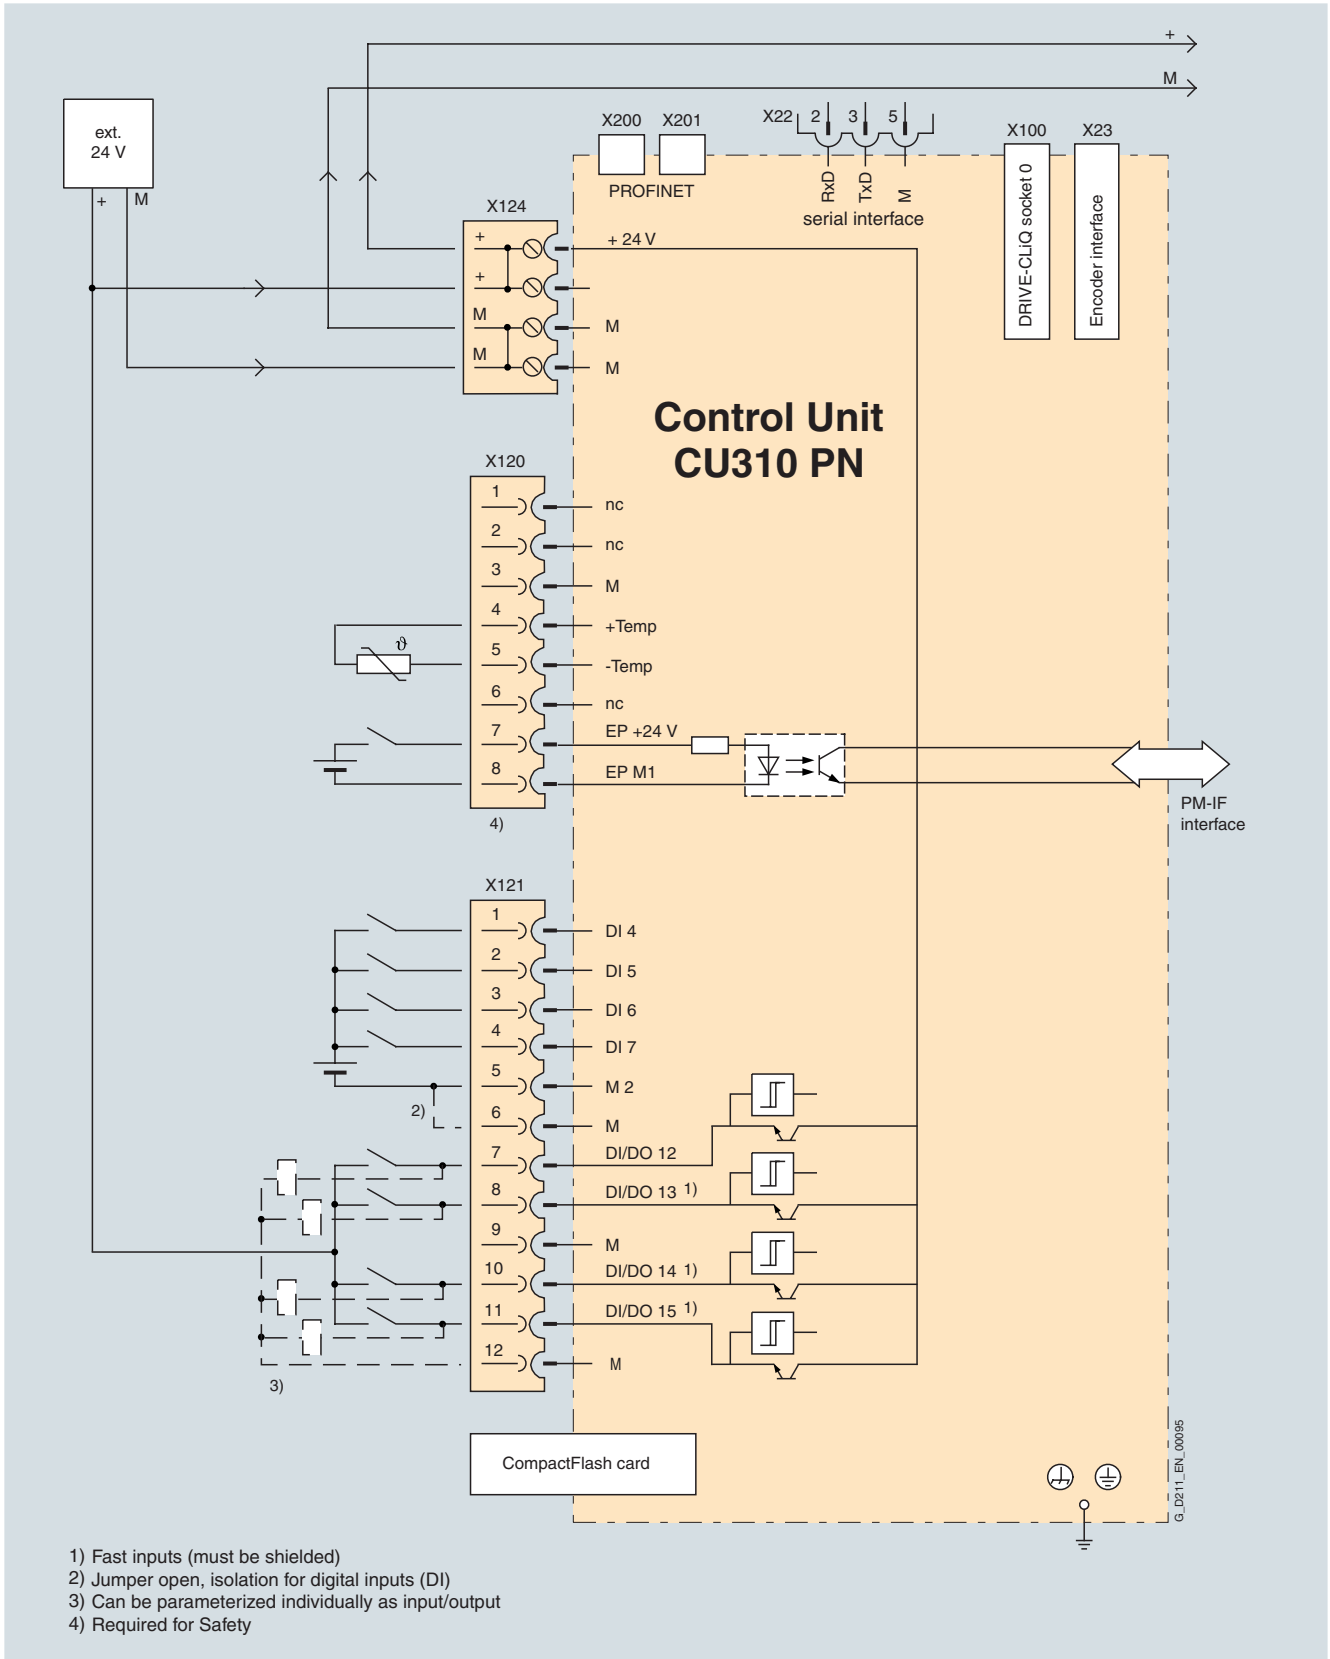 +
M
ext.
24 V
+
M
X200
X201
PROFINET
X22
2
3
5
RxD
TxD
M
serial interface
X100
DRIVE-CLiQ socket 0
X23
Encoder interface
X124
+
+ 24 V
+
M
M
M
M
Control Unit
CU310 PN
X120
1
nc
2
nc
3
M
4
+Temp
ϑ
5
-Temp
6
nc
7
EP +24 V
8
EP M1
4)
PM-IF
interface
X121
1
DI 4
2
DI 5
3
DI 6
4
DI 7
5
M 2
2)
6
M
7
DI/DO 12
8
DI/DO 13 1)
9
M
10
DI/DO 14 1)
11
DI/DO 15 1)
12
M
3)
CompactFlash card
G_D211_EN_00095
1) Fast inputs (must be shielded)
2) Jumper open, isolation for digital inputs (DI)
3) Can be parameterized individually as input/output
4) Required for Safety